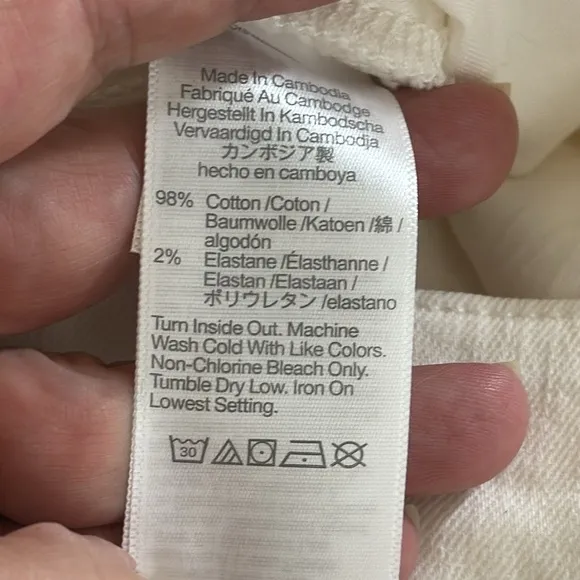 Made In Cambodia
Fabriqué Au Cambodge
Hergestellt In Kambodscha
Vervaardigd In Cambodja
カンボジア製
hecho en camboya
98% Cotton /Coton /
Baumwolle /Katoen /綿 /
algodón
2% Elastane /Élasthanne /
Elastan /Elastaan /
ポリウレタン /elastano
Turn Inside Out. Machine
Wash Cold With Like Colors.
Non-Chlorine Bleach Only.
Tumble Dry Low. Iron On
Lowest Setting.
30